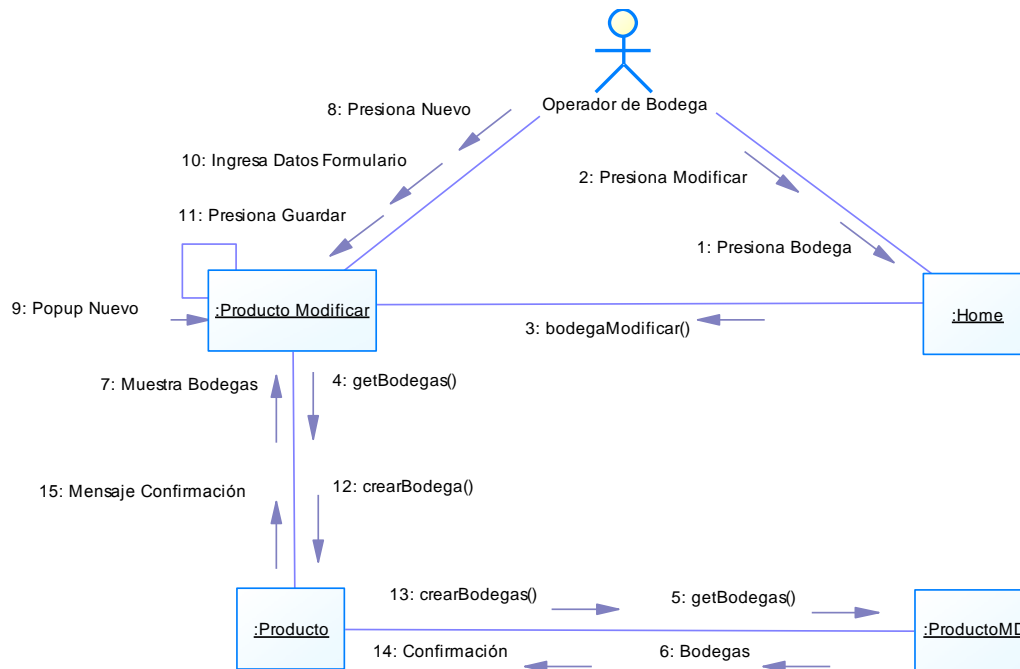 Operador de Bodega
8: Presiona Nuevo
10: Ingresa Datos Formulario
2: Presiona Modificar
11: Presiona Guardar
1: Presiona Bodega
:Producto Modificar
9: Popup Nuevo
3: bodegaModificar()
:Home
7: Muestra Bodegas
4: getBodegas()
15: Mensaje Confirmación
12: crearBodega()
13: crearBodegas()
5: getBodegas()
:Producto
:ProductoMD
14: Confirmación
6: Bodegas